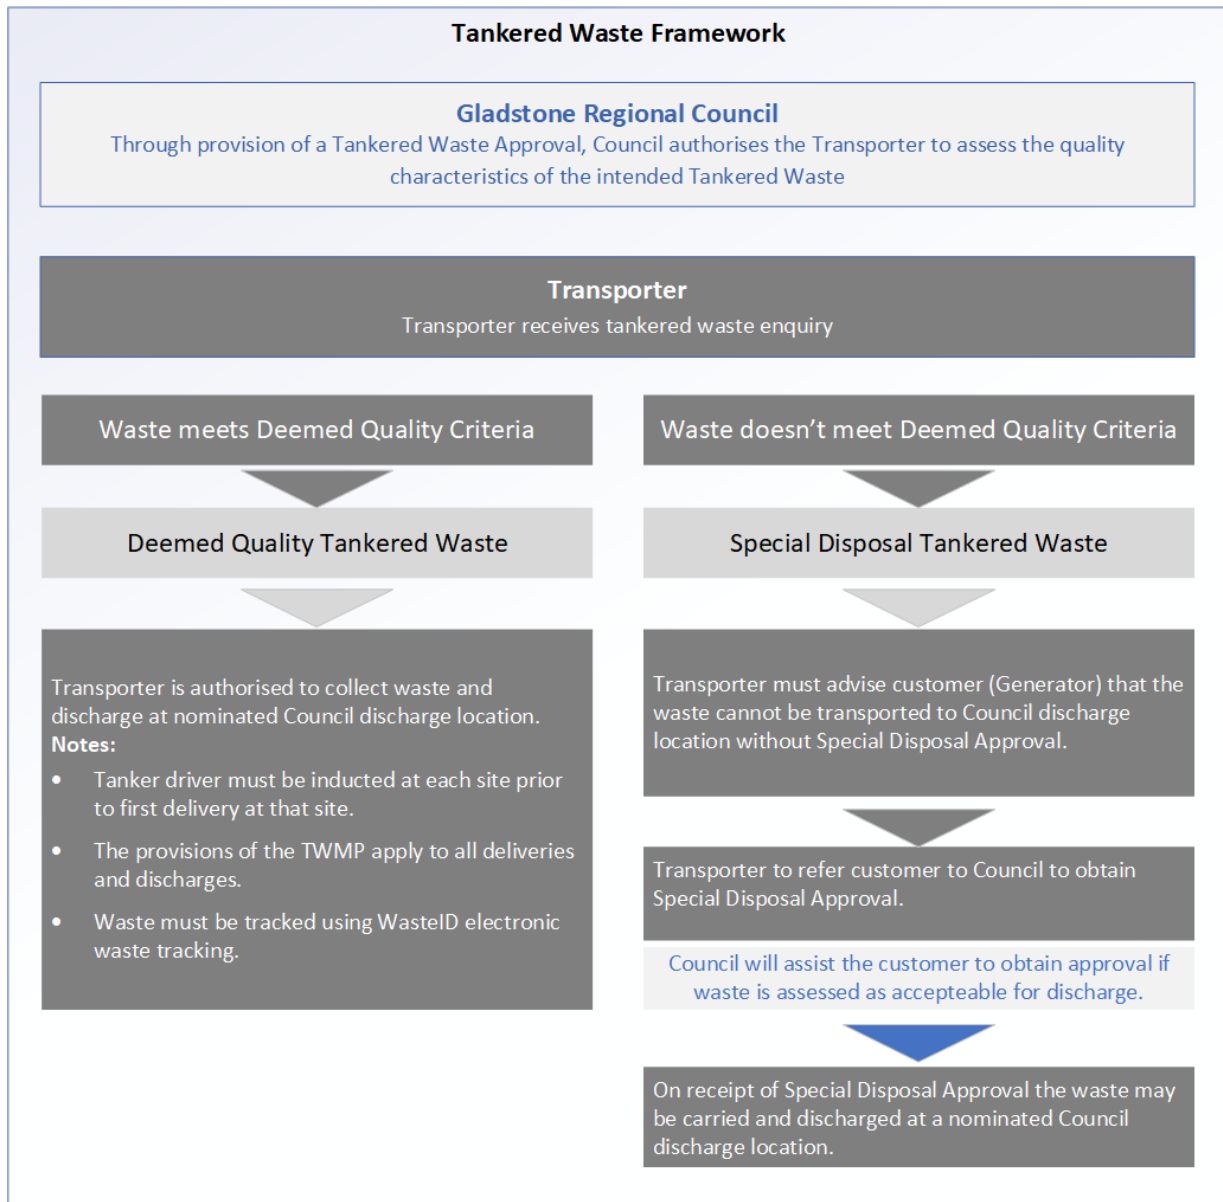 Tankered Waste Framework
Gladstone Regional Council
Through provision of a Tankered Waste Approval, Council authorises the Transporter to assess the quality
characteristics of the intended Tankered Waste
Transporter
Transporter receives tankered waste enquiry
Waste meets Deemed Quality Criteria
Deemed Quality Tankered Waste
Transporter is authorised to collect waste and
discharge at nominated Council discharge location.
Notes:
• Tanker driver must be inducted at each site prior
to first delivery at that site.
• The provisions of the TWMP apply to all deliveries
and discharges.
• Waste must be tracked using WasteID electronic
waste tracking.
Waste doesn’t meet Deemed Quality Criteria
Special Disposal Tankered Waste
Transporter must advise customer (Generator) that the
waste cannot be transported to Council discharge
location without Special Disposal Approval.
Transporter to refer customer to Council to obtain
Special Disposal Approval.
Council will assist the customer to obtain approval if
waste is assessed as accepteable for discharge.
On receipt of Special Disposal Approval the waste may
be carried and discharged at a nominated Council
discharge location.